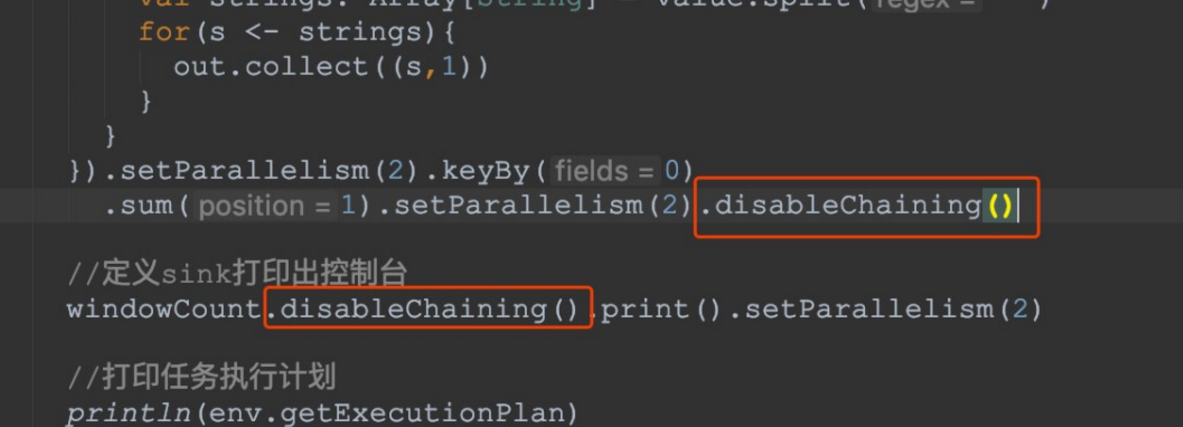 val strings: Array[String] = value.split( regex =
for(s <- strings){
out.collect((s,1))
}
}
}).setParallelism(2).keyBy( fields = 0)
.sum( position = 1).setParallelism(2).disableChaining()
//定义sink打印出控制台
windowCount.disableChaining().print().setParallelism(2)
//打印任务执行计划
println(env.getExecutionPlan)